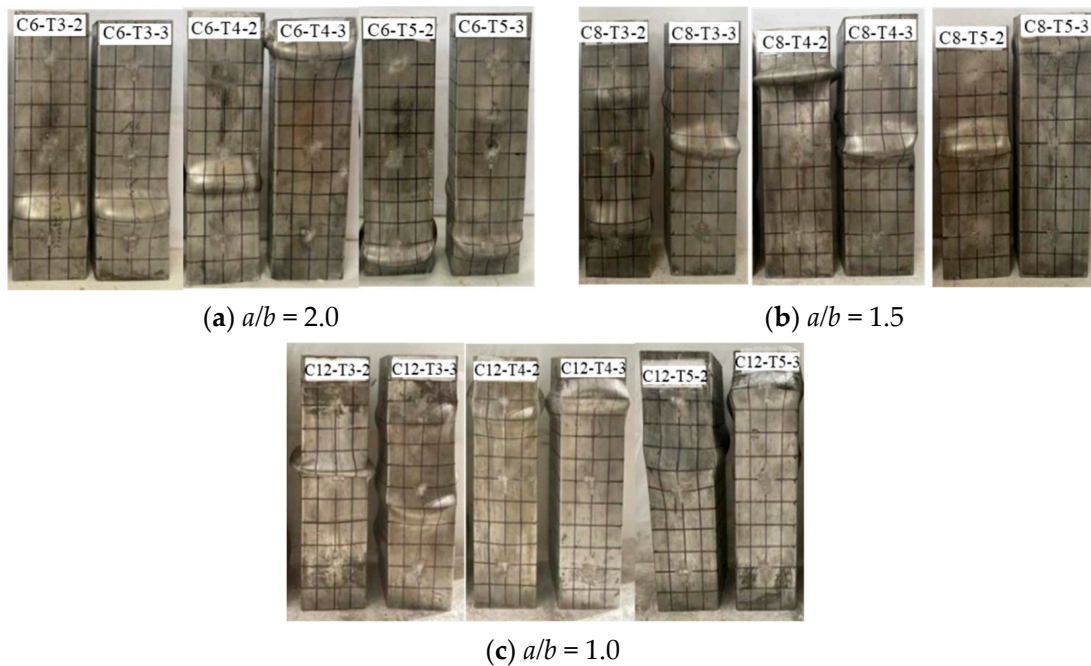 C6-T3-2 C6-T3-3 C6-T4-2 C6-T4-3 C6-T5-2 C6-T5-3
C8-T3-2 C8-T3-3 C8-T4-2 C8-T4-3 C8-T5-2 C8-T5-3
(a) a/b = 2.0
(b) a/b = 1.5
C12-T3-2 C12-T3-3 C12-T4-2 C12-T4-3 C12-T5-2 C12-T5-3
(c) a/b = 1.0